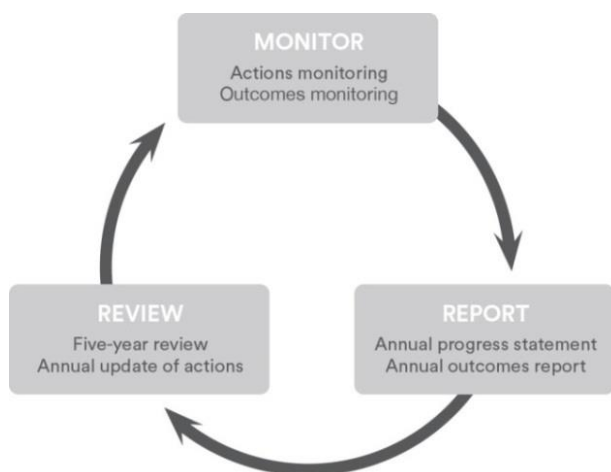 MONITOR
Actions monitoring
Outcomes monitoring
REVIEW
Five-year review
Annual update of actions
REPORT
Annual progress statement
Annual outcomes report